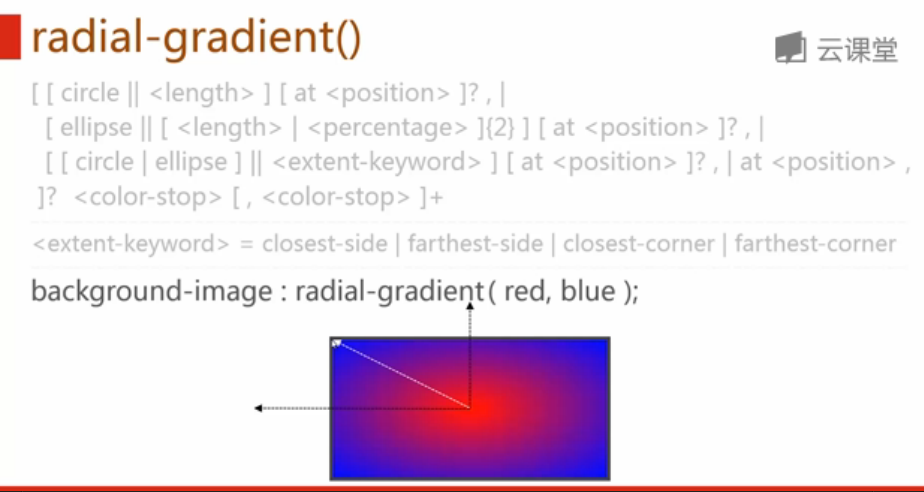 radial-gradient()
云课堂
[ [ circle || <length> ] [ at <position> ]? , |
[ ellipse || [ <length> | <percentage> ]{2} ] [ at <position> ]? , |
[ [ circle | ellipse ] || <extent-keyword> ] [ at <position> ]? , | at <position> ,
]? <color-stop> [ , <color-stop> ]+
<extent-keyword> = closest-side | farthest-side | closest-corner | farthest-corner
background-image : radial-gradient( red, blue );